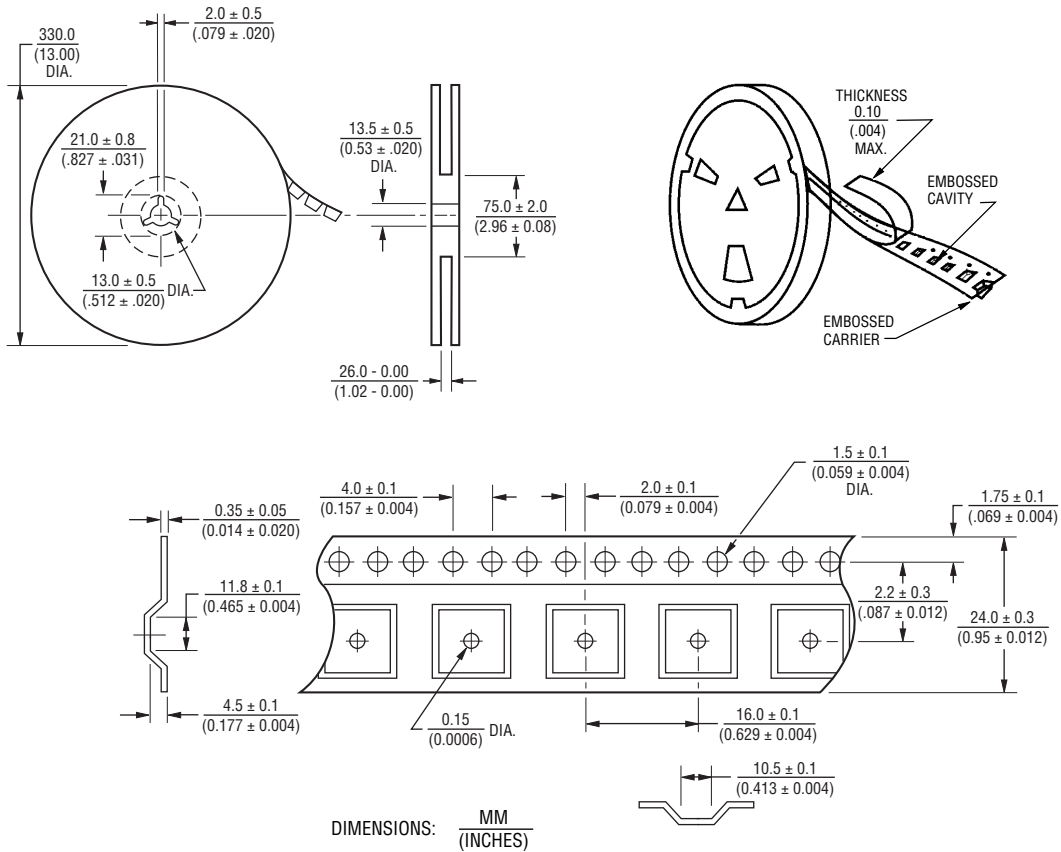 2.0 ± 0.5
(.079 ± .020)
330.0
(13.00)
DIA.
21.0 ± 0.8
(.827 ± .031)
13.0 ± 0.5
(.512 ± .020)
DIA.
13.5 ± 0.5
(0.53 ± .020)
DIA.
75.0 ± 2.0
(2.96 ± 0.08)
26.0 - 0.00
(1.02 - 0.00)
THICKNESS
0.10
(.004)
MAX.
EMBOSSED
CAVITY
EMBOSSED
CARRIER
0.35 ± 0.05
(0.014 ± 0.020)
11.8 ± 0.1
(0.465 ± 0.004)
4.5 ± 0.1
(0.177 ± 0.004)
4.0 ± 0.1
(0.157 ± 0.004)
2.0 ± 0.1
(0.079 ± 0.004)
1.5 ± 0.1
(0.059 ± 0.004)
DIA.
1.75 ± 0.1
(.069 ± 0.004)
2.2 ± 0.3
(.087 ± 0.012)
24.0 ± 0.3
(0.95 ± 0.012)
0.15
(0.0006)
DIA.
16.0 ± 0.1
(0.629 ± 0.004)
10.5 ± 0.1
(0.413 ± 0.004)
DIMENSIONS:
MM
(INCHES)